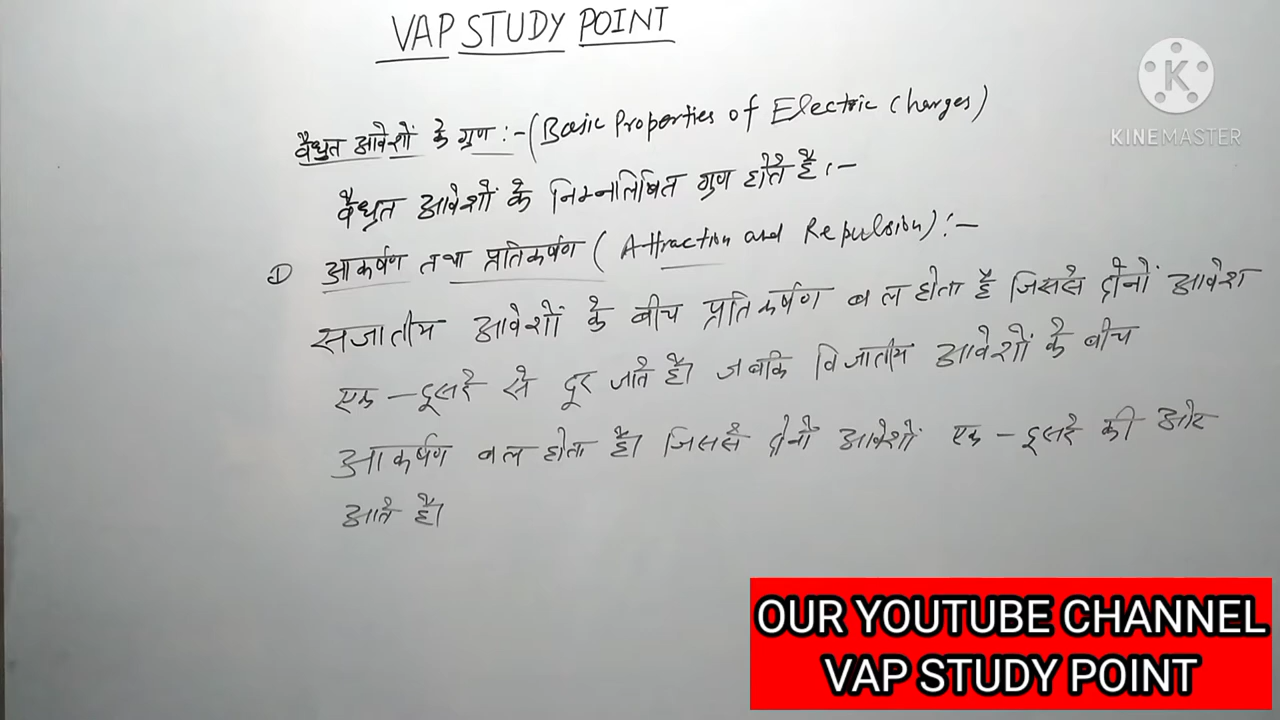 VAP STUDY POINT
K
KINEMASTER
वैधुत आवेशों के गुण :- (Basic Properties of Electric Charges)
वैधुत आवेशों के निम्नलिखित गुण होते है।-
① आकर्षण तथा प्रतिकर्षण ( Attraction and Repulsion) :-
सजातीय आवेशों के बीच प्रतिकर्षण बल होता है जिससे दोनों आवेश
एक - दूसरे से दूर जाते है। जबकि विजातीय आवेशों के बीच
आकर्षण बल होता है। जिससे दोनों आवेशों एक - दूसरे की ओर
आते है।
OUR YOUTUBE CHANNEL
VAP STUDY POINT